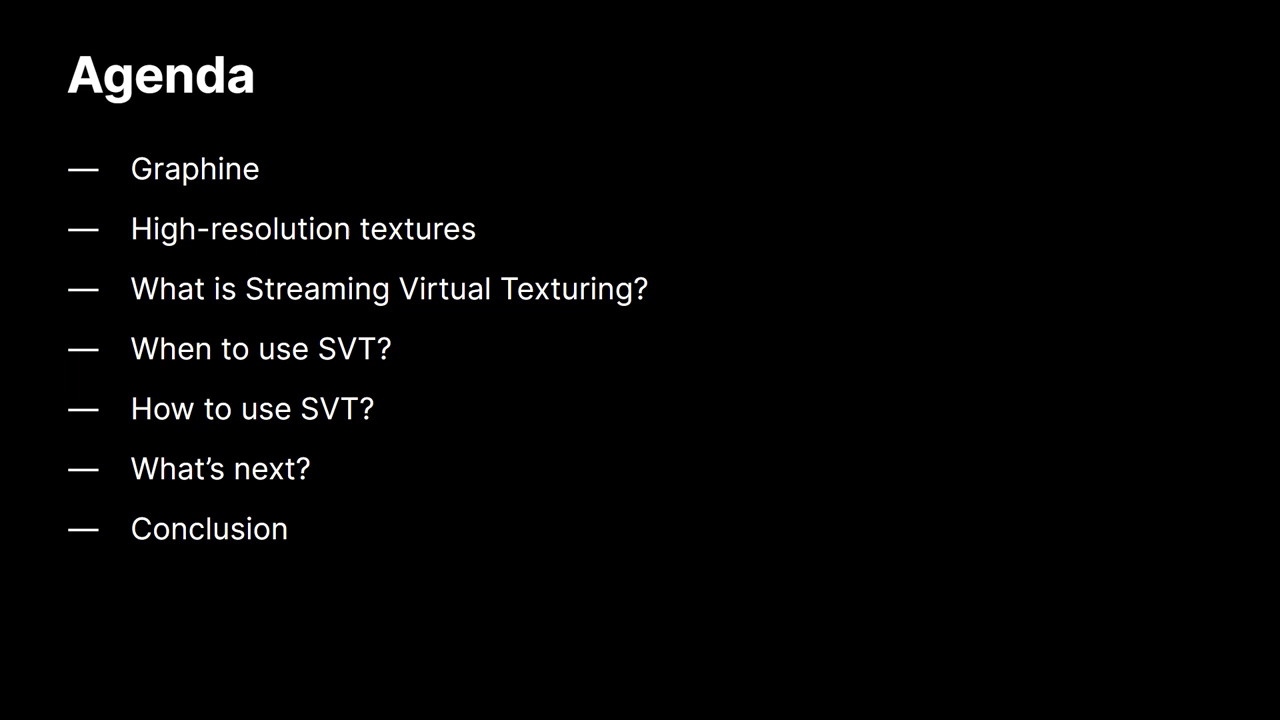 Agenda
— Graphine
— High-resolution textures
— What is Streaming Virtual Texturing?
— When to use SVT?
— How to use SVT?
— What’s next?
— Conclusion